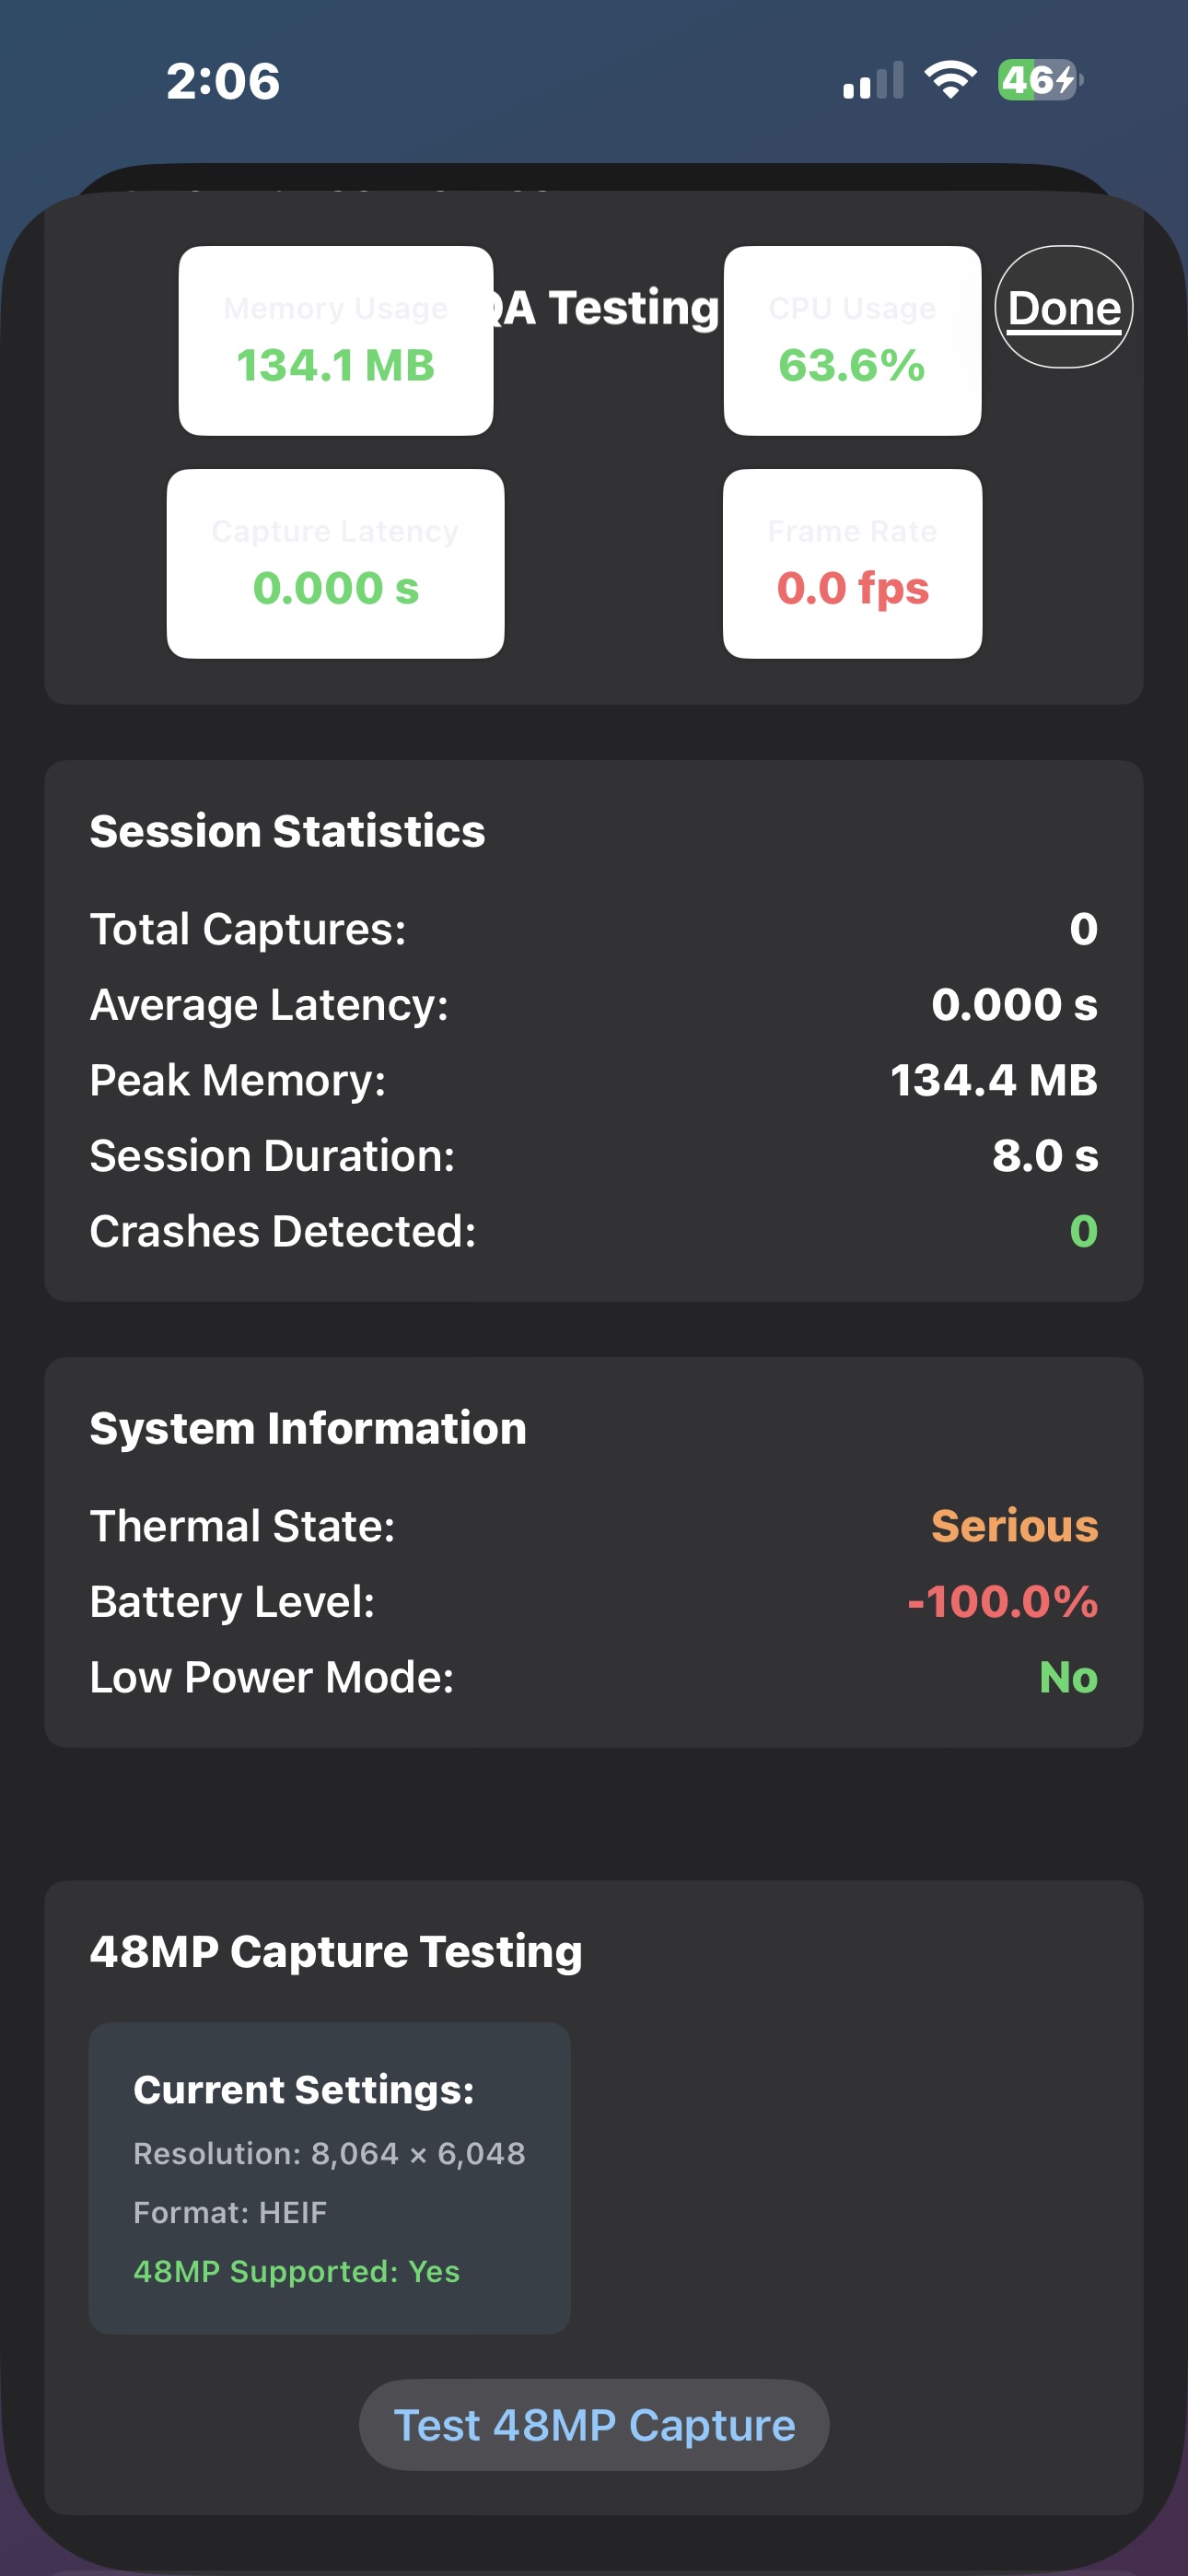 2:06
46
Memory Usage
134.1 MB
QA Testing
CPU Usage
63.6%
Done
Capture Latency
0.000 s
Frame Rate
0.0 fps
Session Statistics
Total Captures: 0
Average Latency: 0.000 s
Peak Memory: 134.4 MB
Session Duration: 8.0 s
Crashes Detected: 0
System Information
Thermal State: Serious
Battery Level: -100.0%
Low Power Mode: No
48MP Capture Testing
Current Settings:
Resolution: 8,064 × 6,048
Format: HEIF
48MP Supported: Yes
Test 48MP Capture